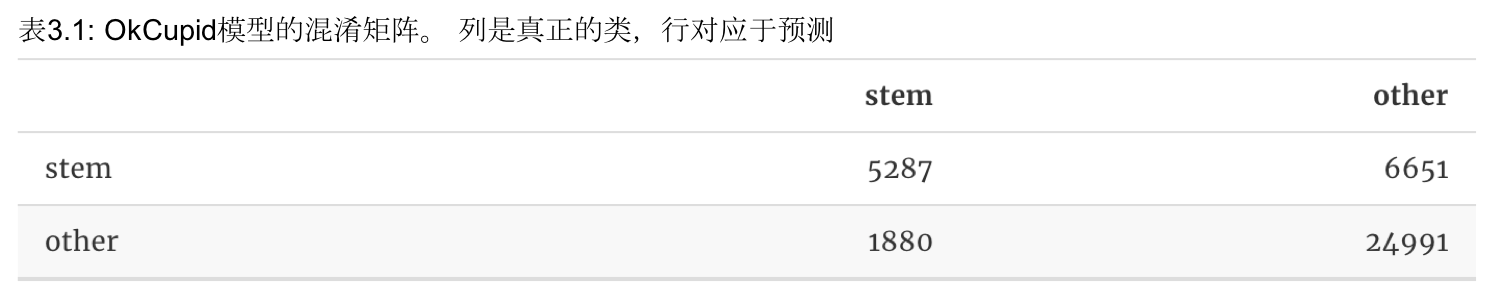 表3.1: OkCupid模型的混淆矩阵。 列是真正的类，行对应于预测
stem other
stem 5287 6651
other 1880 24991